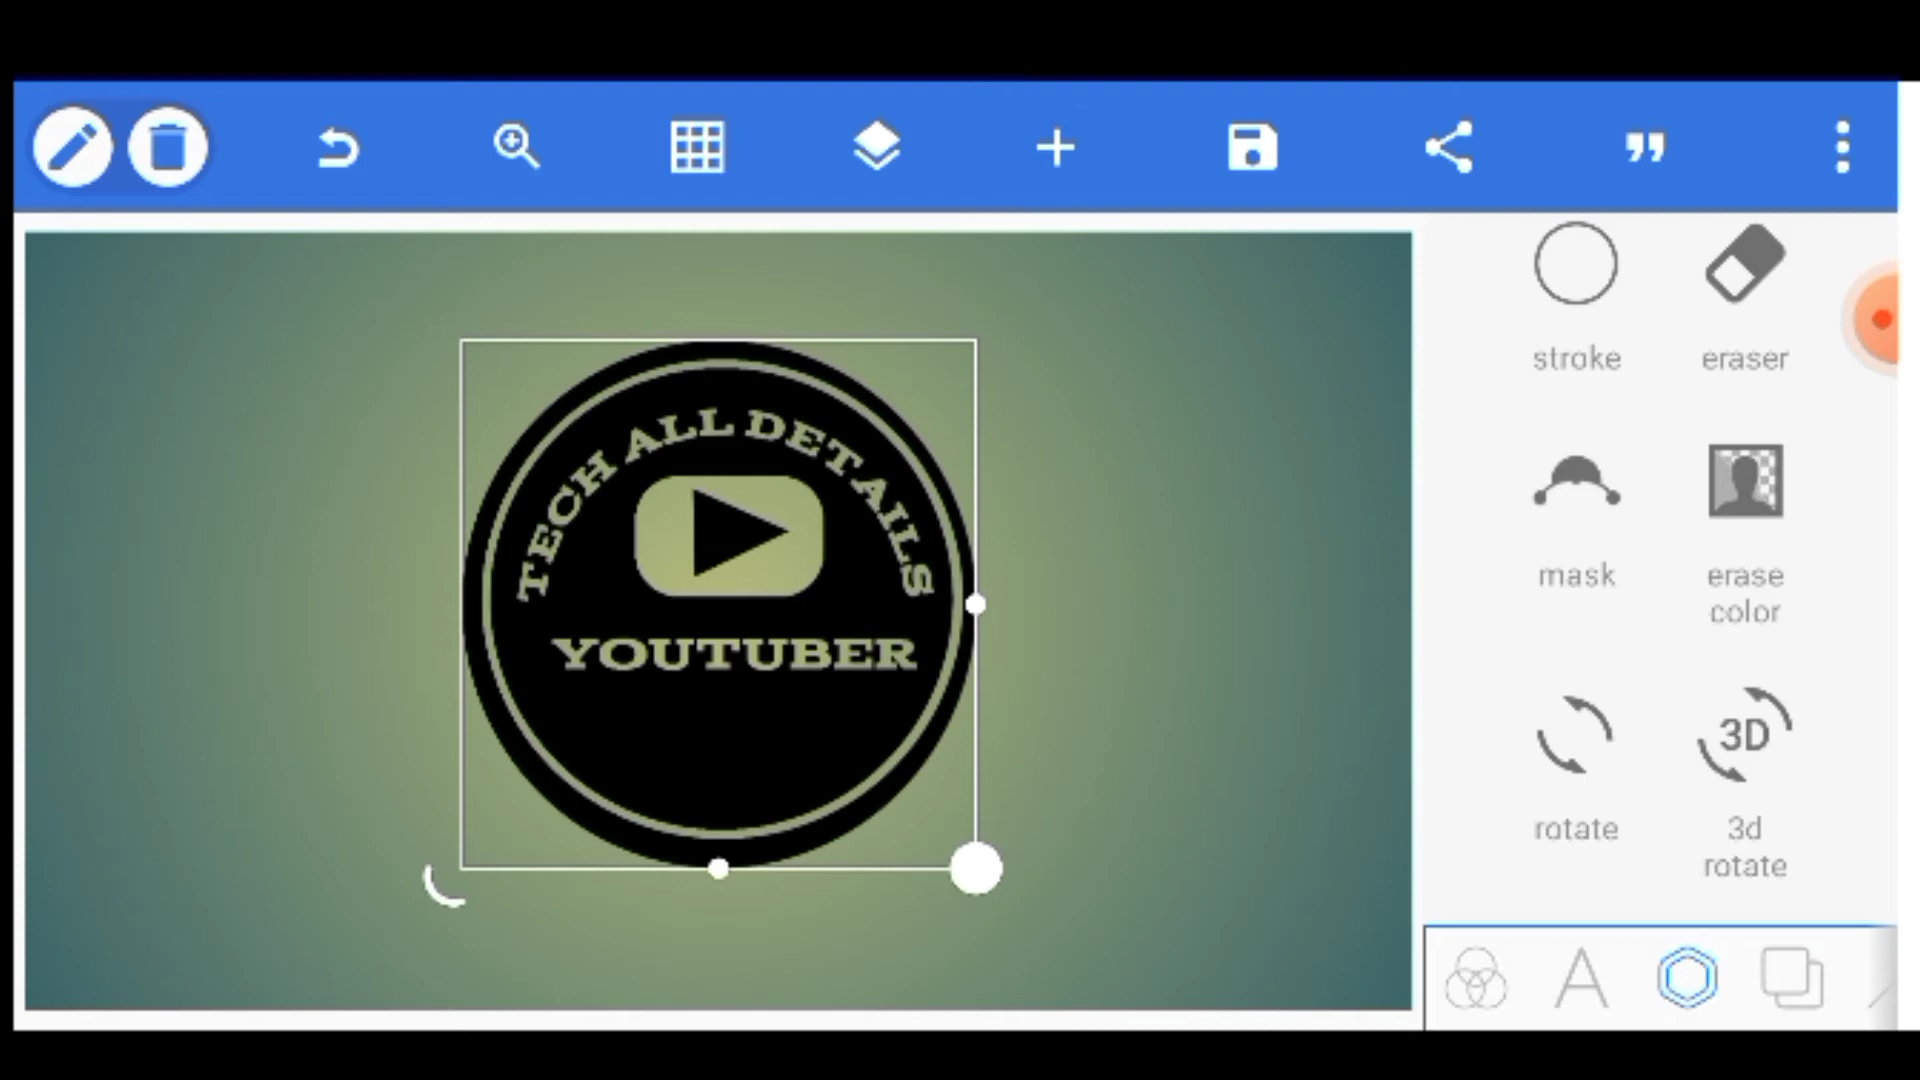 TECH ALL DETAILS
YOUTUBER
stroke
eraser
mask
erase
color
3D
rotate
3d
rotate
A